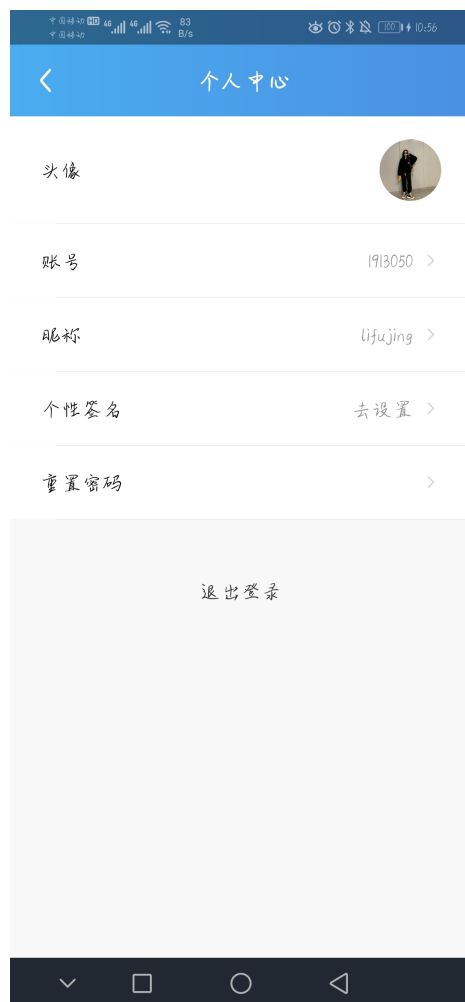 中国移动 HD 4G 4G 83 B/s 100 10:56
中国移动
个人中心
头像
账号 1913050
昵称 lifujing
个性签名 去设置
重置密码
退出登录